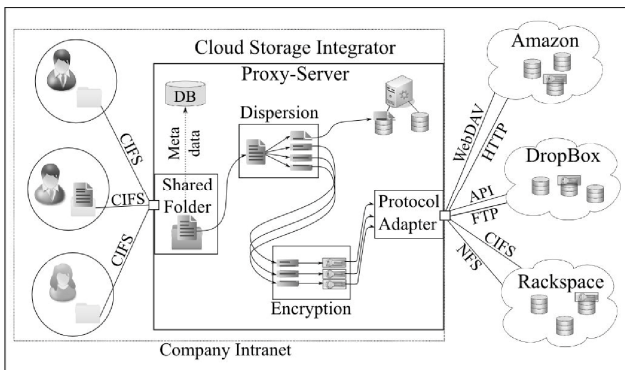 Cloud Storage Integrator
Proxy-Server
DB
Meta
data
Dispersion
Shared
Folder
Encryption
Protocol
Adapter
CIFS
CIFS
CIFS
Company Intranet
Amazon
WebDAV
HTTP
DropBox
API
FTP
CIFS
NFS
Rackspace